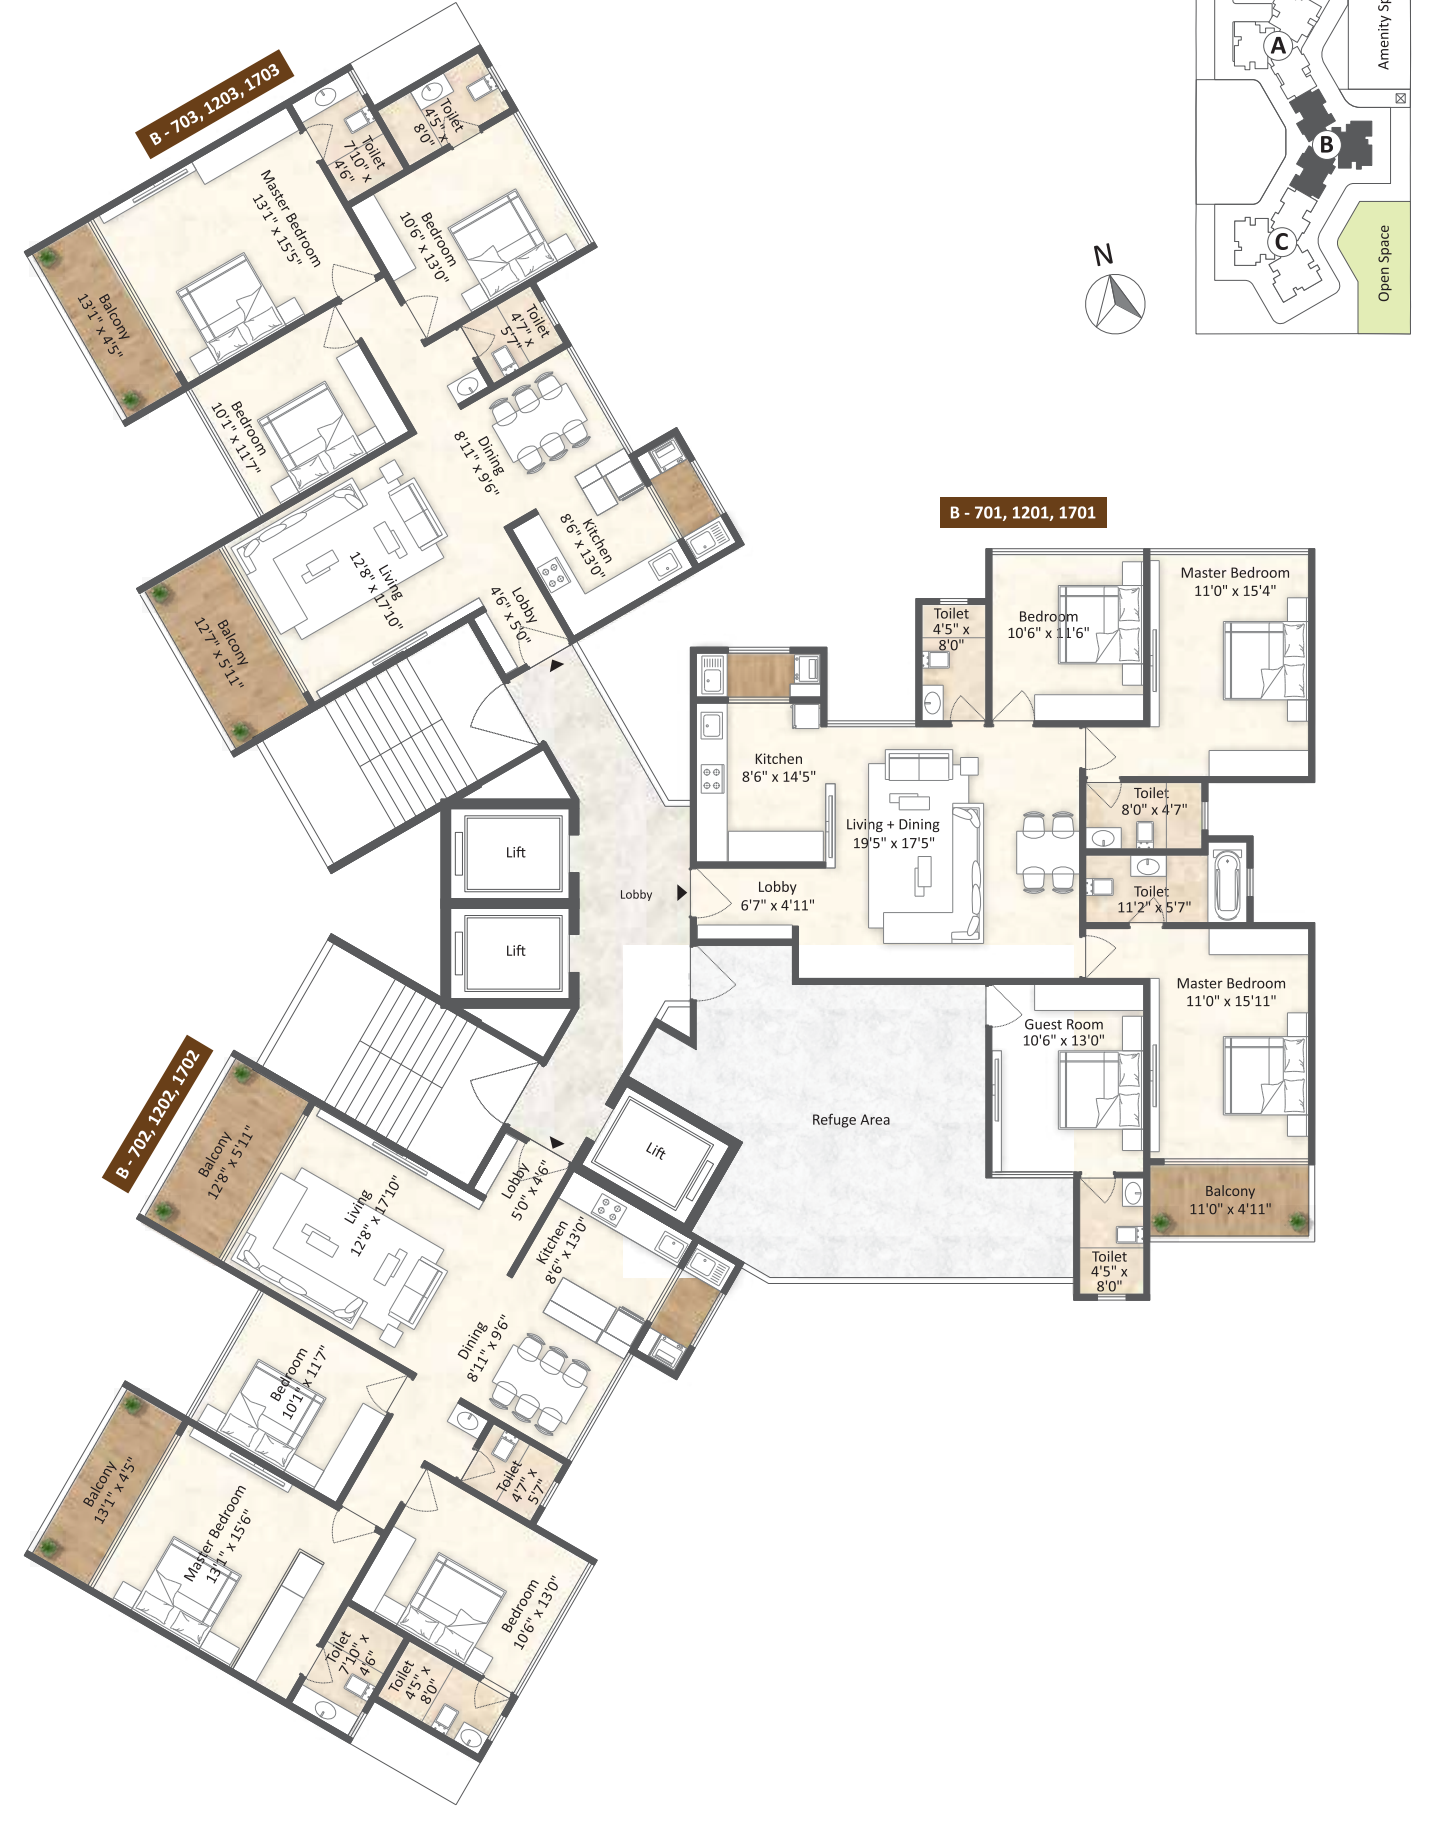 B - 703, 1203, 1703
Toilet
4'5" x
8'0"
Toilet
7'10" x
4'6"
Master Bedroom
13'1" x 15'5"
Bedroom
10'6" x 13'0"
Balcony
13'1" x 4'5"
Toilet
4'7" x
5'7"
Bedroom
10'1" x 11'7"
Dining
8'11" x 9'6"
Kitchen
8'6" x 13'0"
Living
12'8" x 17'10"
Lobby
4'6" x 5'0"
Balcony
12'7" x 5'11"
A
B
C
Open Space
N
B - 701, 1201, 1701
Master Bedroom
11'0" x 15'4"
Bedroom
10'6" x 11'6"
Toilet
4'5" x
8'0"
Kitchen
8'6" x 14'5"
Living + Dining
19'5" x 17'5"
Toilet
8'0" x 4'7"
Toilet
11'2" x 5'7"
Lobby
6'7" x 4'11"
Lobby
Lift
Lift
Master Bedroom
11'0" x 15'11"
Guest Room
10'6" x 13'0"
Refuge Area
Lift
Balcony
11'0" x 4'11"
Toilet
4'5" x
8'0"
B - 702, 1202, 1702
Balcony
12'8" x 5'11"
Living
12'8" x 17'10"
Lobby
5'0" x 4'6"
Kitchen
8'6" x 13'0"
Dining
8'11" x 9'6"
Bedroom
10'1" x 11'7"
Balcony
13'1" x 4'5"
Toilet
4'7" x
5'7"
Master Bedroom
13'1" x 15'6"
Bedroom
10'6" x 13'0"
Toilet
7'10" x
4'6"
Toilet
4'5" x
8'0"
Amenity